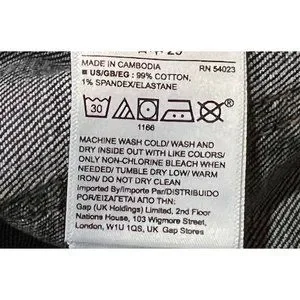 MADE IN CAMBODIA RN 54023
■ US/GB/EG : 99% COTTON,
1% SPANDEX/ELASTANE
30
1166
MACHINE WASH COLD/ WASH AND
DRY INSIDE OUT WITH LIKE COLORS/
ONLY NON-CHLORINE BLEACH WHEN
NEEDED/ TUMBLE DRY LOW/ WARM
IRON/ DO NOT DRY CLEAN
Imported By/Importe Par/DISTRIBUIDO
POR/ΕΙΣΑΓΕΤΑΙ ΑΠΟ ΤΗ
Gap (UK Holdings) Limited, 2nd Floor
Nations House, 103 Wigmore Street,
London, W1U 1QS, UK Gap Stores